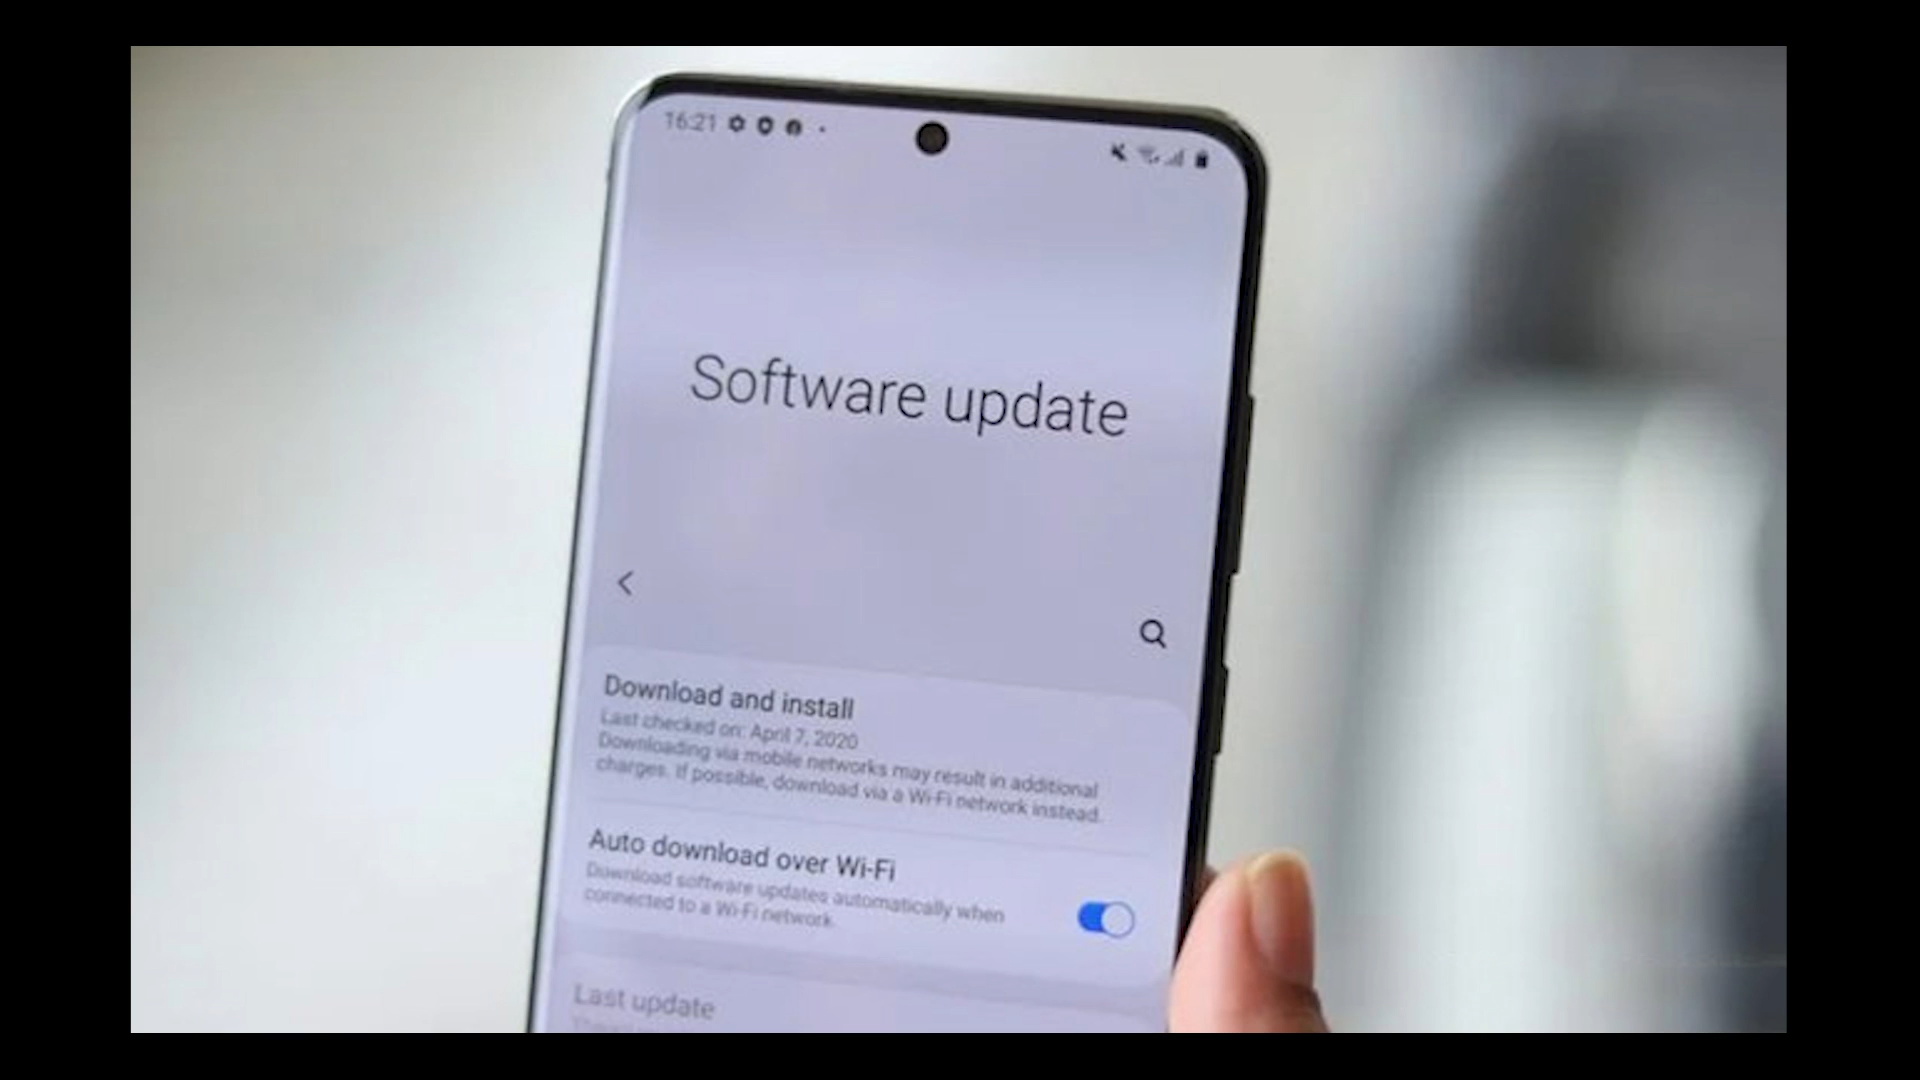 16:21
Software update
Download and install
Last checked on: April 7, 2020
Downloading via mobile networks may result in additional
charges. If possible, download via a Wi-Fi network instead.
Auto download over Wi-Fi
Download software updates automatically when
connected to a Wi-Fi network.
Last update